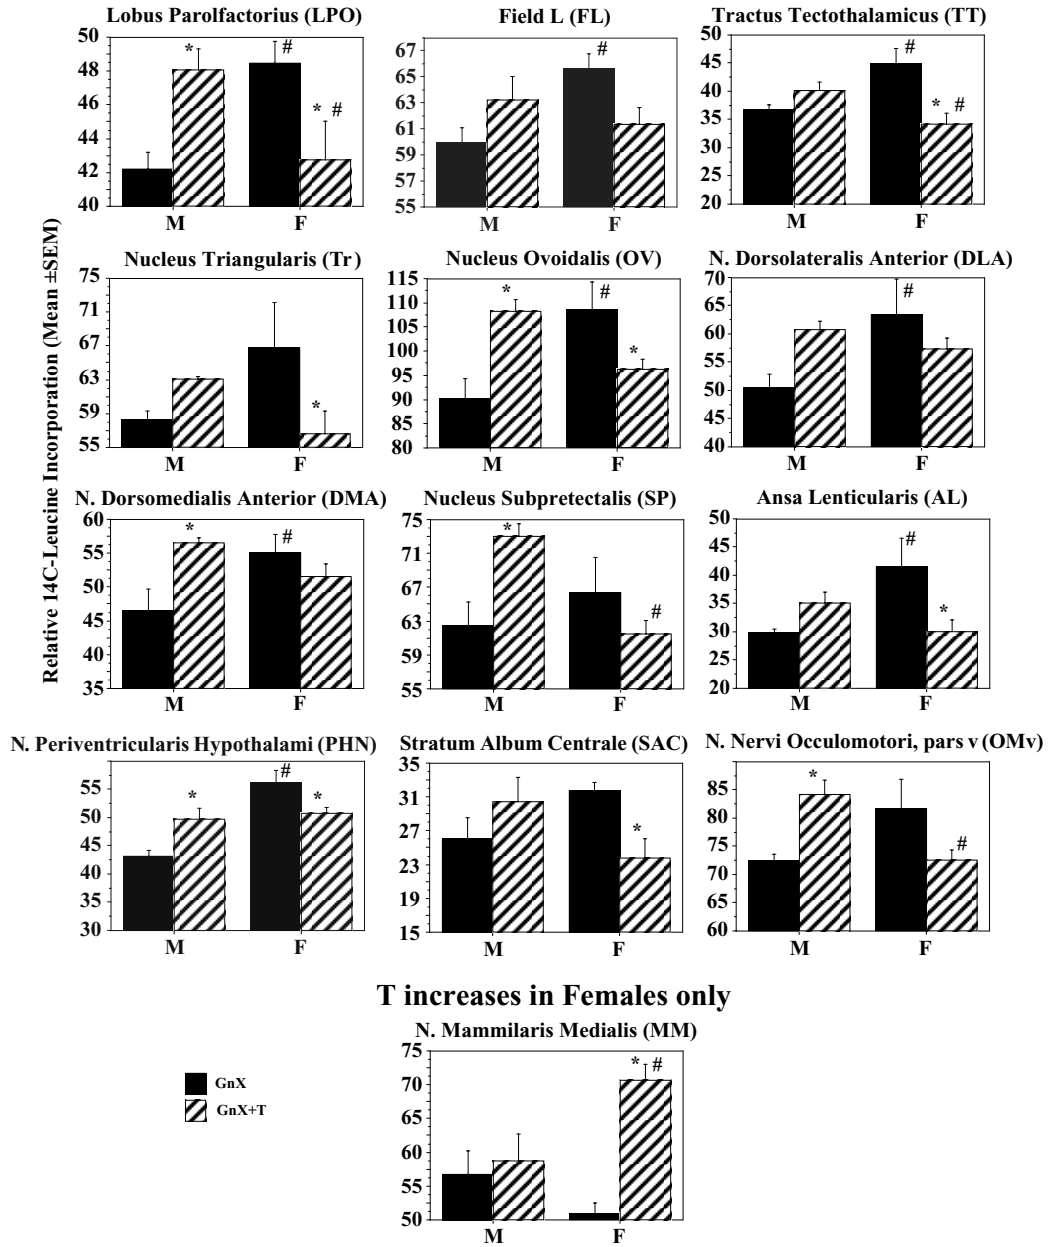 Lobus Parolfactorius (LPO)
Field L (FL)
Tractus Tectothalamicus (TT)
50
48
46
44
42
40
*
#
* #
M
F
67
65
63
61
59
57
55
#
M
F
50
45
40
35
30
25
20
#
* #
M
F
Relative 14C-Leucine Incorporation (Mean ±SEM)
Nucleus Triangularis (Tr)
Nucleus Ovoidalis (OV)
N. Dorsolateralis Anterior (DLA)
75
71
67
63
59
55
*
M
F
115
110
105
100
95
90
85
80
*
#
*
M
F
70
65
60
55
50
45
40
#
M
F
N. Dorsomedialis Anterior (DMA)
Nucleus Subpretectalis (SP)
Ansa Lenticularis (AL)
60
55
50
45
40
35
*
#
M
F
75
71
67
63
59
55
*
#
M
F
50
45
40
35
30
25
20
#
*
M
F
N. Periventricularis Hypothalami (PHN)
Stratum Album Centrale (SAC)
N. Nervi Occulomotori, pars v (OMv)
55
50
45
40
35
30
*
#
*
M
F
35
31
27
23
19
15
*
M
F
90
85
80
75
70
65
60
*
#
M
F
T increases in Females only
N. Mammilaris Medialis (MM)
75
70
65
60
55
50
* #
M
F
GnX
GnX+T